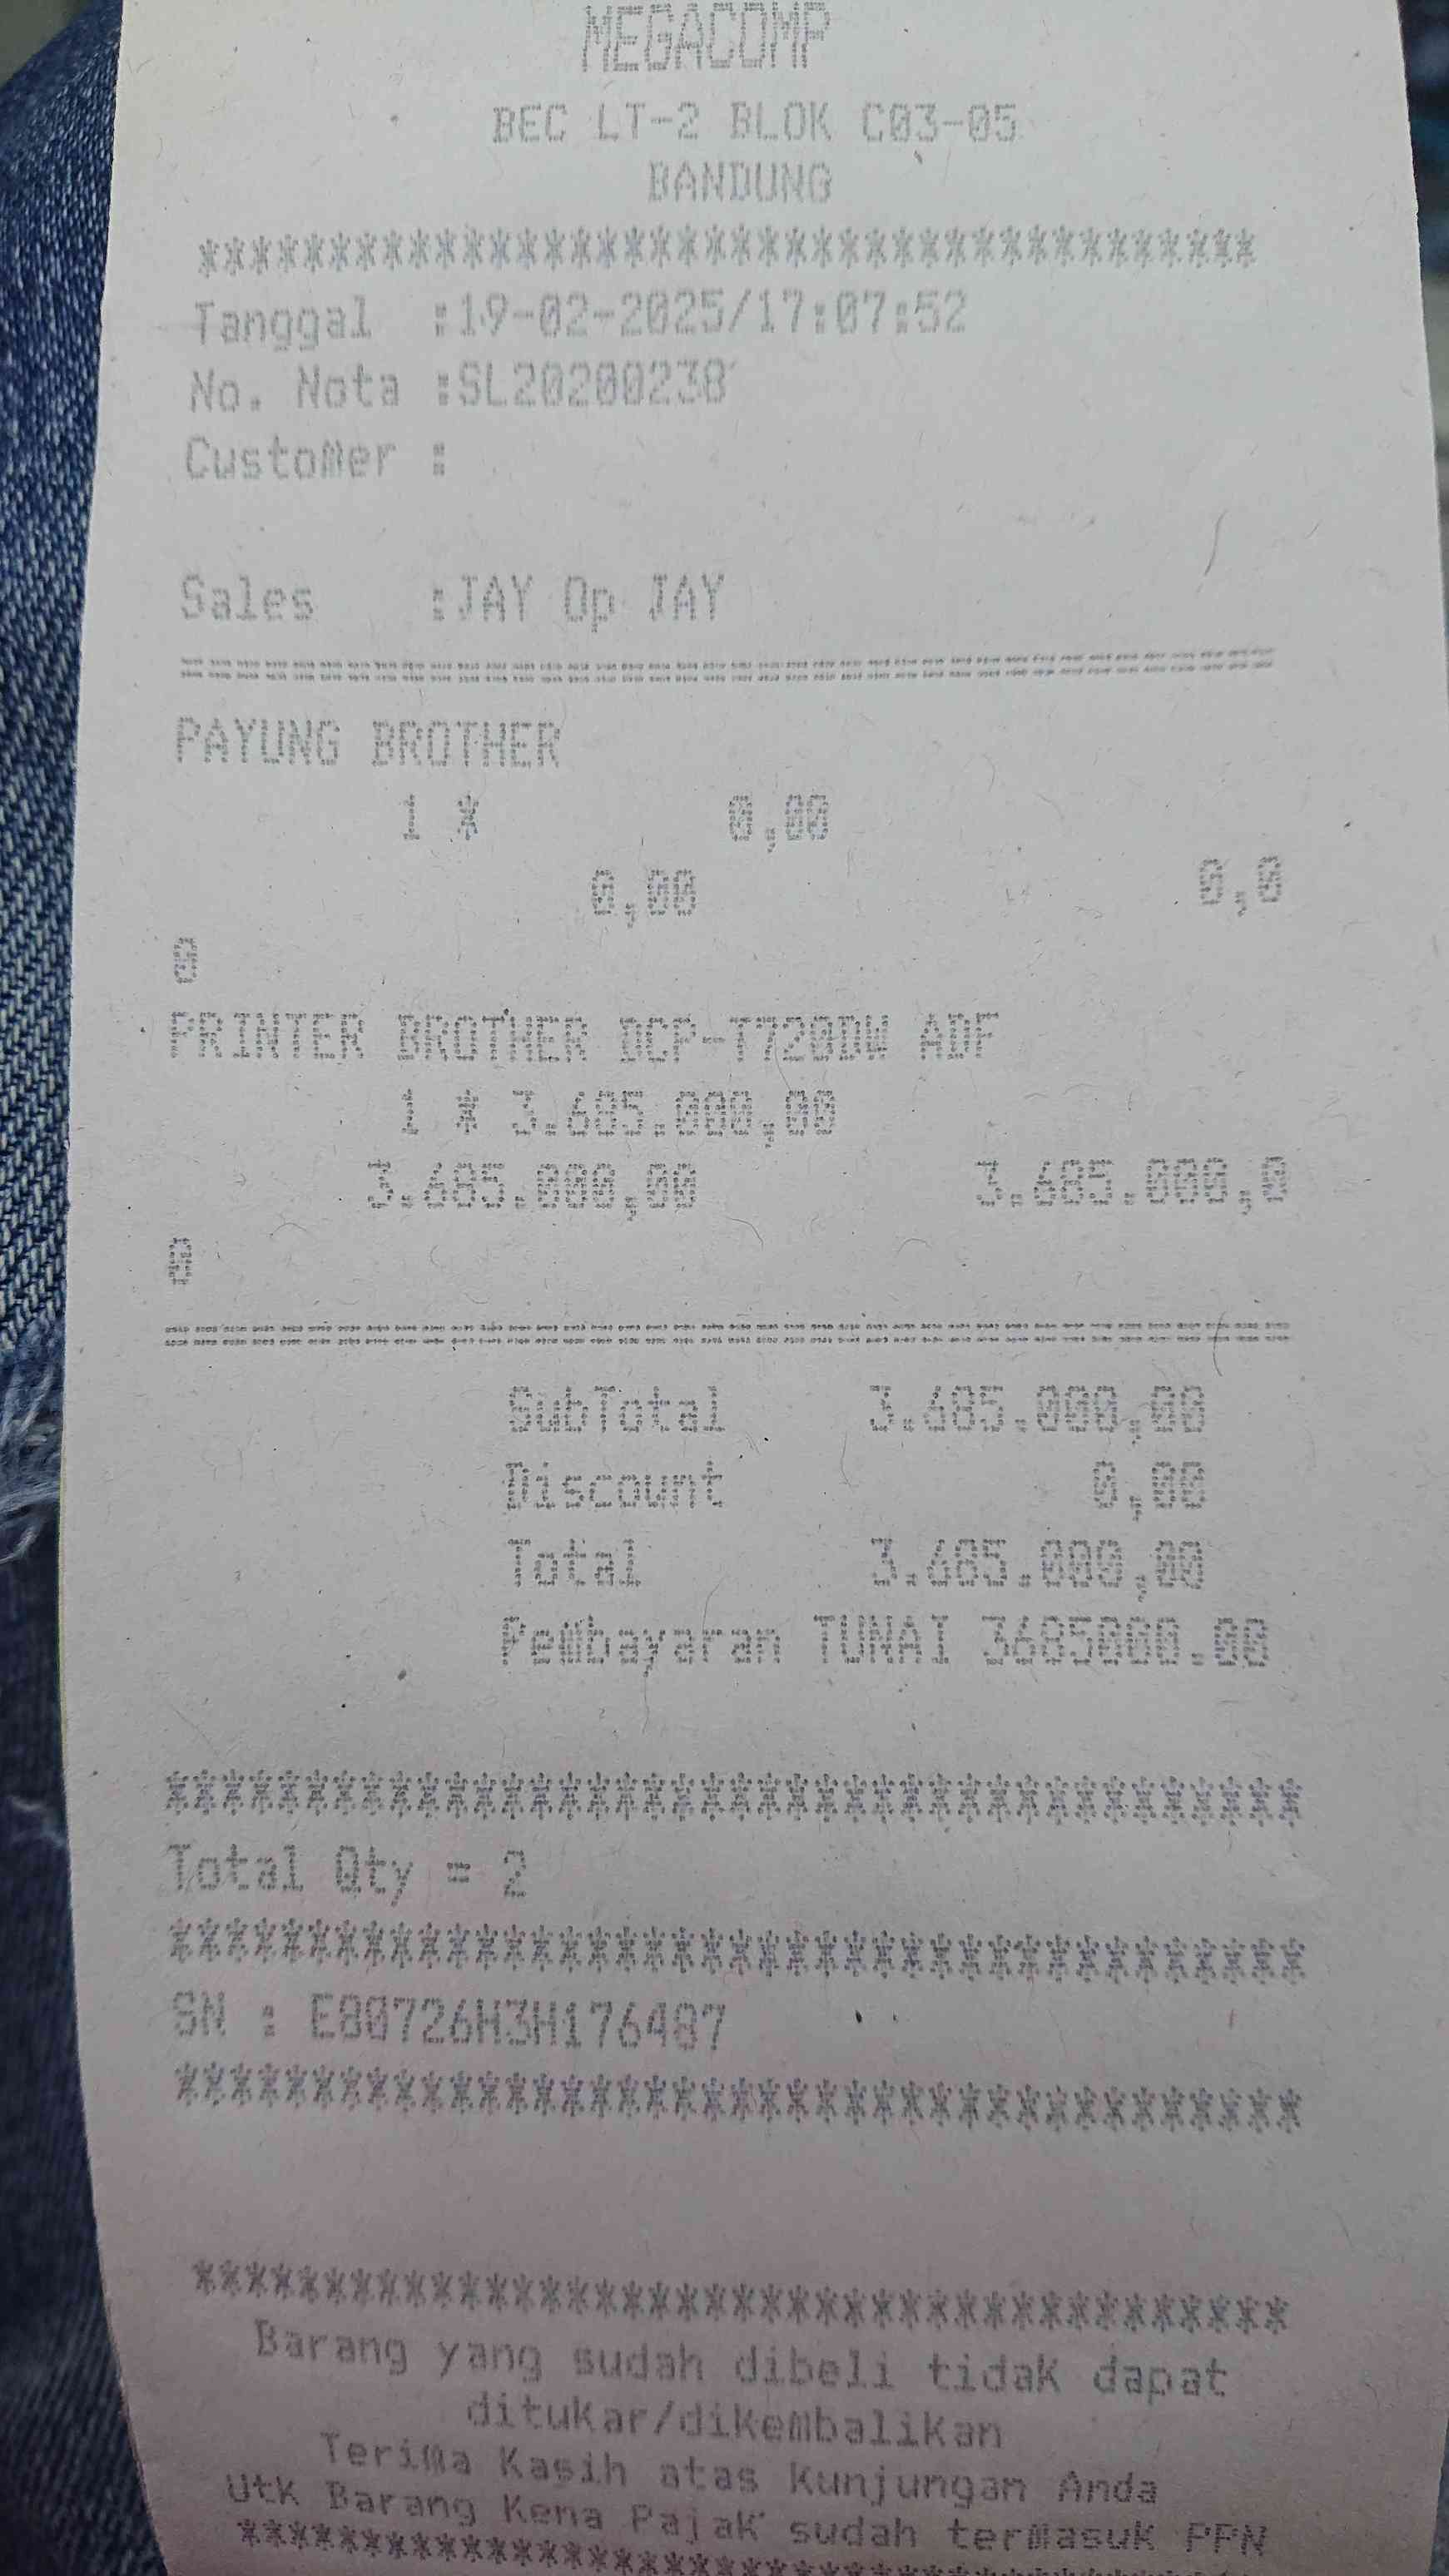 MEGACOMP
BEC LT-2 BLOK C03-05
BANDUNG
****************************************
Tanggal :19-02-2025/17:07:52
No. Nota :SL20200238
Customer :
Sales :JAY Op JAY
========================================
PAYUNG BROTHER
1 * 0,00
0,00 0,0
0
PRINTER BROTHER DCP-T720DW ADF
1 * 3.685.000,00
3.685.000,00 3.685.000,0
0
========================================
SubTotal 3.685.000,00
Discount 0,00
Total 3.685.000,00
Pembayaran TUNAI 3685000.00
****************************************
Total Qty = 2
****************************************
SN : E80726H3H176487
****************************************
****************************************
Barang yang sudah dibeli tidak dapat
ditukar/dikembalikan
Terima Kasih atas Kunjungan Anda
Utk Barang Kena Pajak sudah termasuk PPN
****************************************